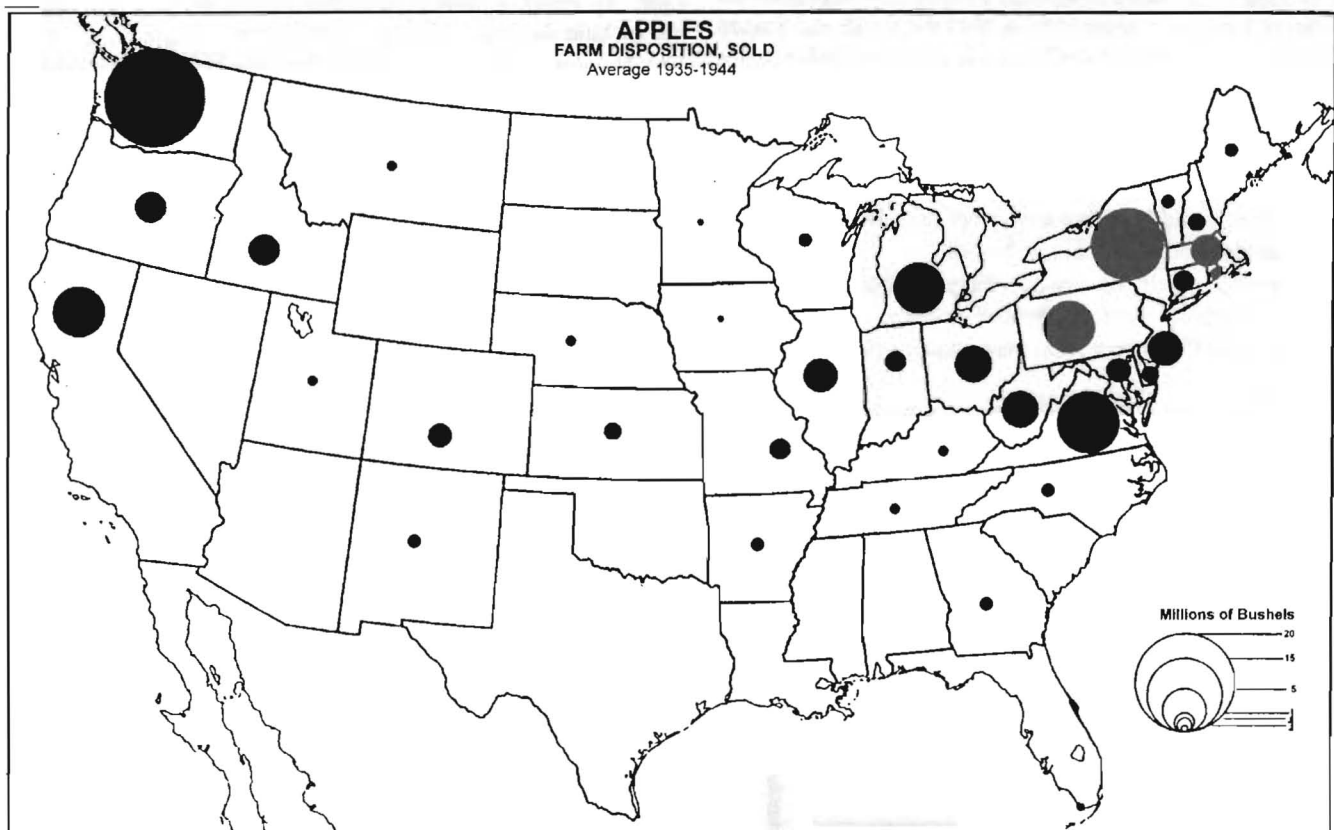 APPLES
FARM DISPOSITION, SOLD
Average 1935-1944
Millions of Bushels
20
15
5